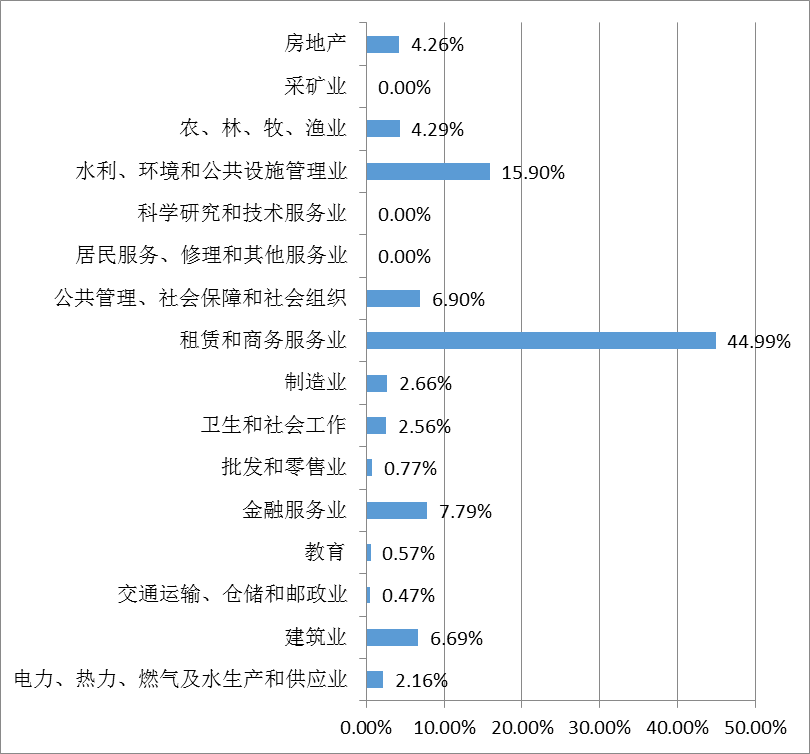 房地产 4.26%
采矿业 0.00%
农、林、牧、渔业 4.29%
水利、环境和公共设施管理业 15.90%
科学研究和技术服务业 0.00%
居民服务、修理和其他服务业 0.00%
公共管理、社会保障和社会组织 6.90%
租赁和商务服务业 44.99%
制造业 2.66%
卫生和社会工作 2.56%
批发和零售业 0.77%
金融服务业 7.79%
教育 0.57%
交通运输、仓储和邮政业 0.47%
建筑业 6.69%
电力、热力、燃气及水生产和供应业 2.16%
0.00% 10.00% 20.00% 30.00% 40.00% 50.00%